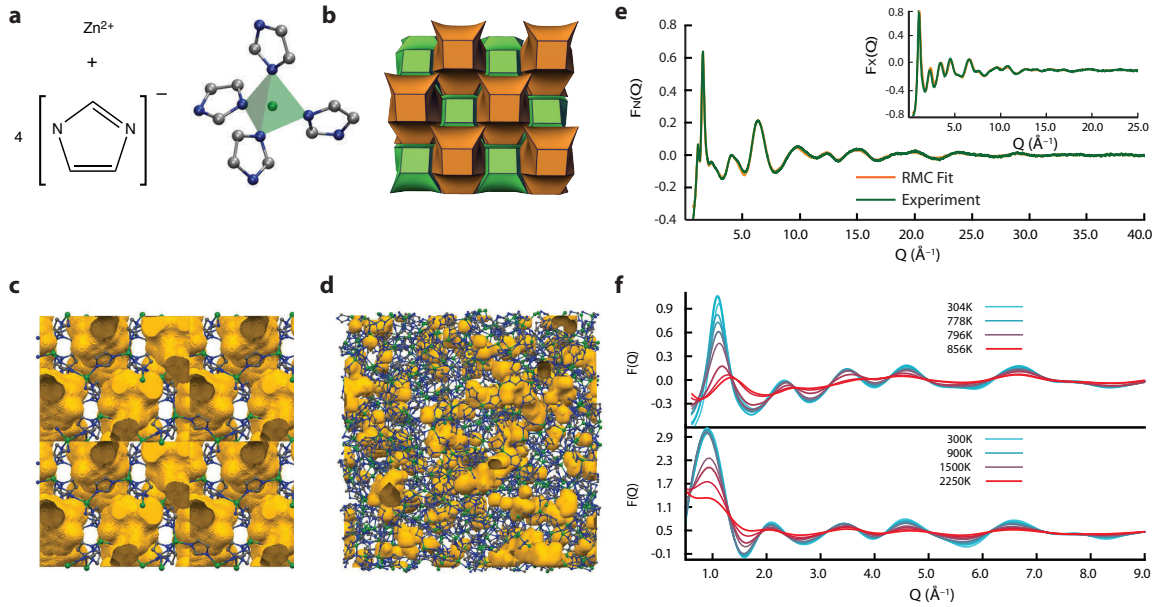 a
Zn2+
+
4
N
N
−
b
c
d
e
FN(Q)
0.8
0.6
0.4
0.2
0.0
-0.2
-0.4
5.0
10.0
15.0
20.0
25.0
30.0
35.0
40.0
Q (Å−1)
RMC Fit
Experiment
FX(Q)
0.8
0.4
0.0
-0.4
-0.8
5.0
10.0
15.0
20.0
25.0
Q (Å−1)
f
F(Q)
0.9
0.6
0.3
0.0
-0.3
304K
778K
796K
856K
F(Q)
2.9
2.3
1.7
1.1
0.5
-0.1
300K
900K
1500K
2250K
1.0
2.0
3.0
4.0
5.0
6.0
7.0
8.0
9.0
Q (Å−1)